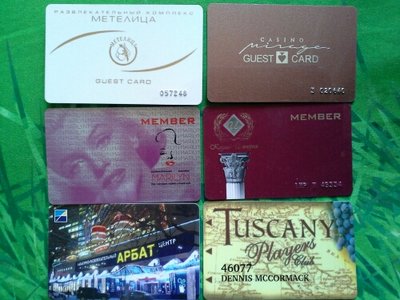 РАЗВЛЕКАТЕЛЬНЫЙ КОМПЛЕКС
МЕТЕЛИЦА
МЕТЕЛИЦА
GUEST CARD
057248
CASINO
mirage
GUEST CARD
MEMBER
MARILYN
MEMBER
АРБАТ
ЦЕНТР
TUSCANY
Players
Club
46077
DENNIS MCCORMACK